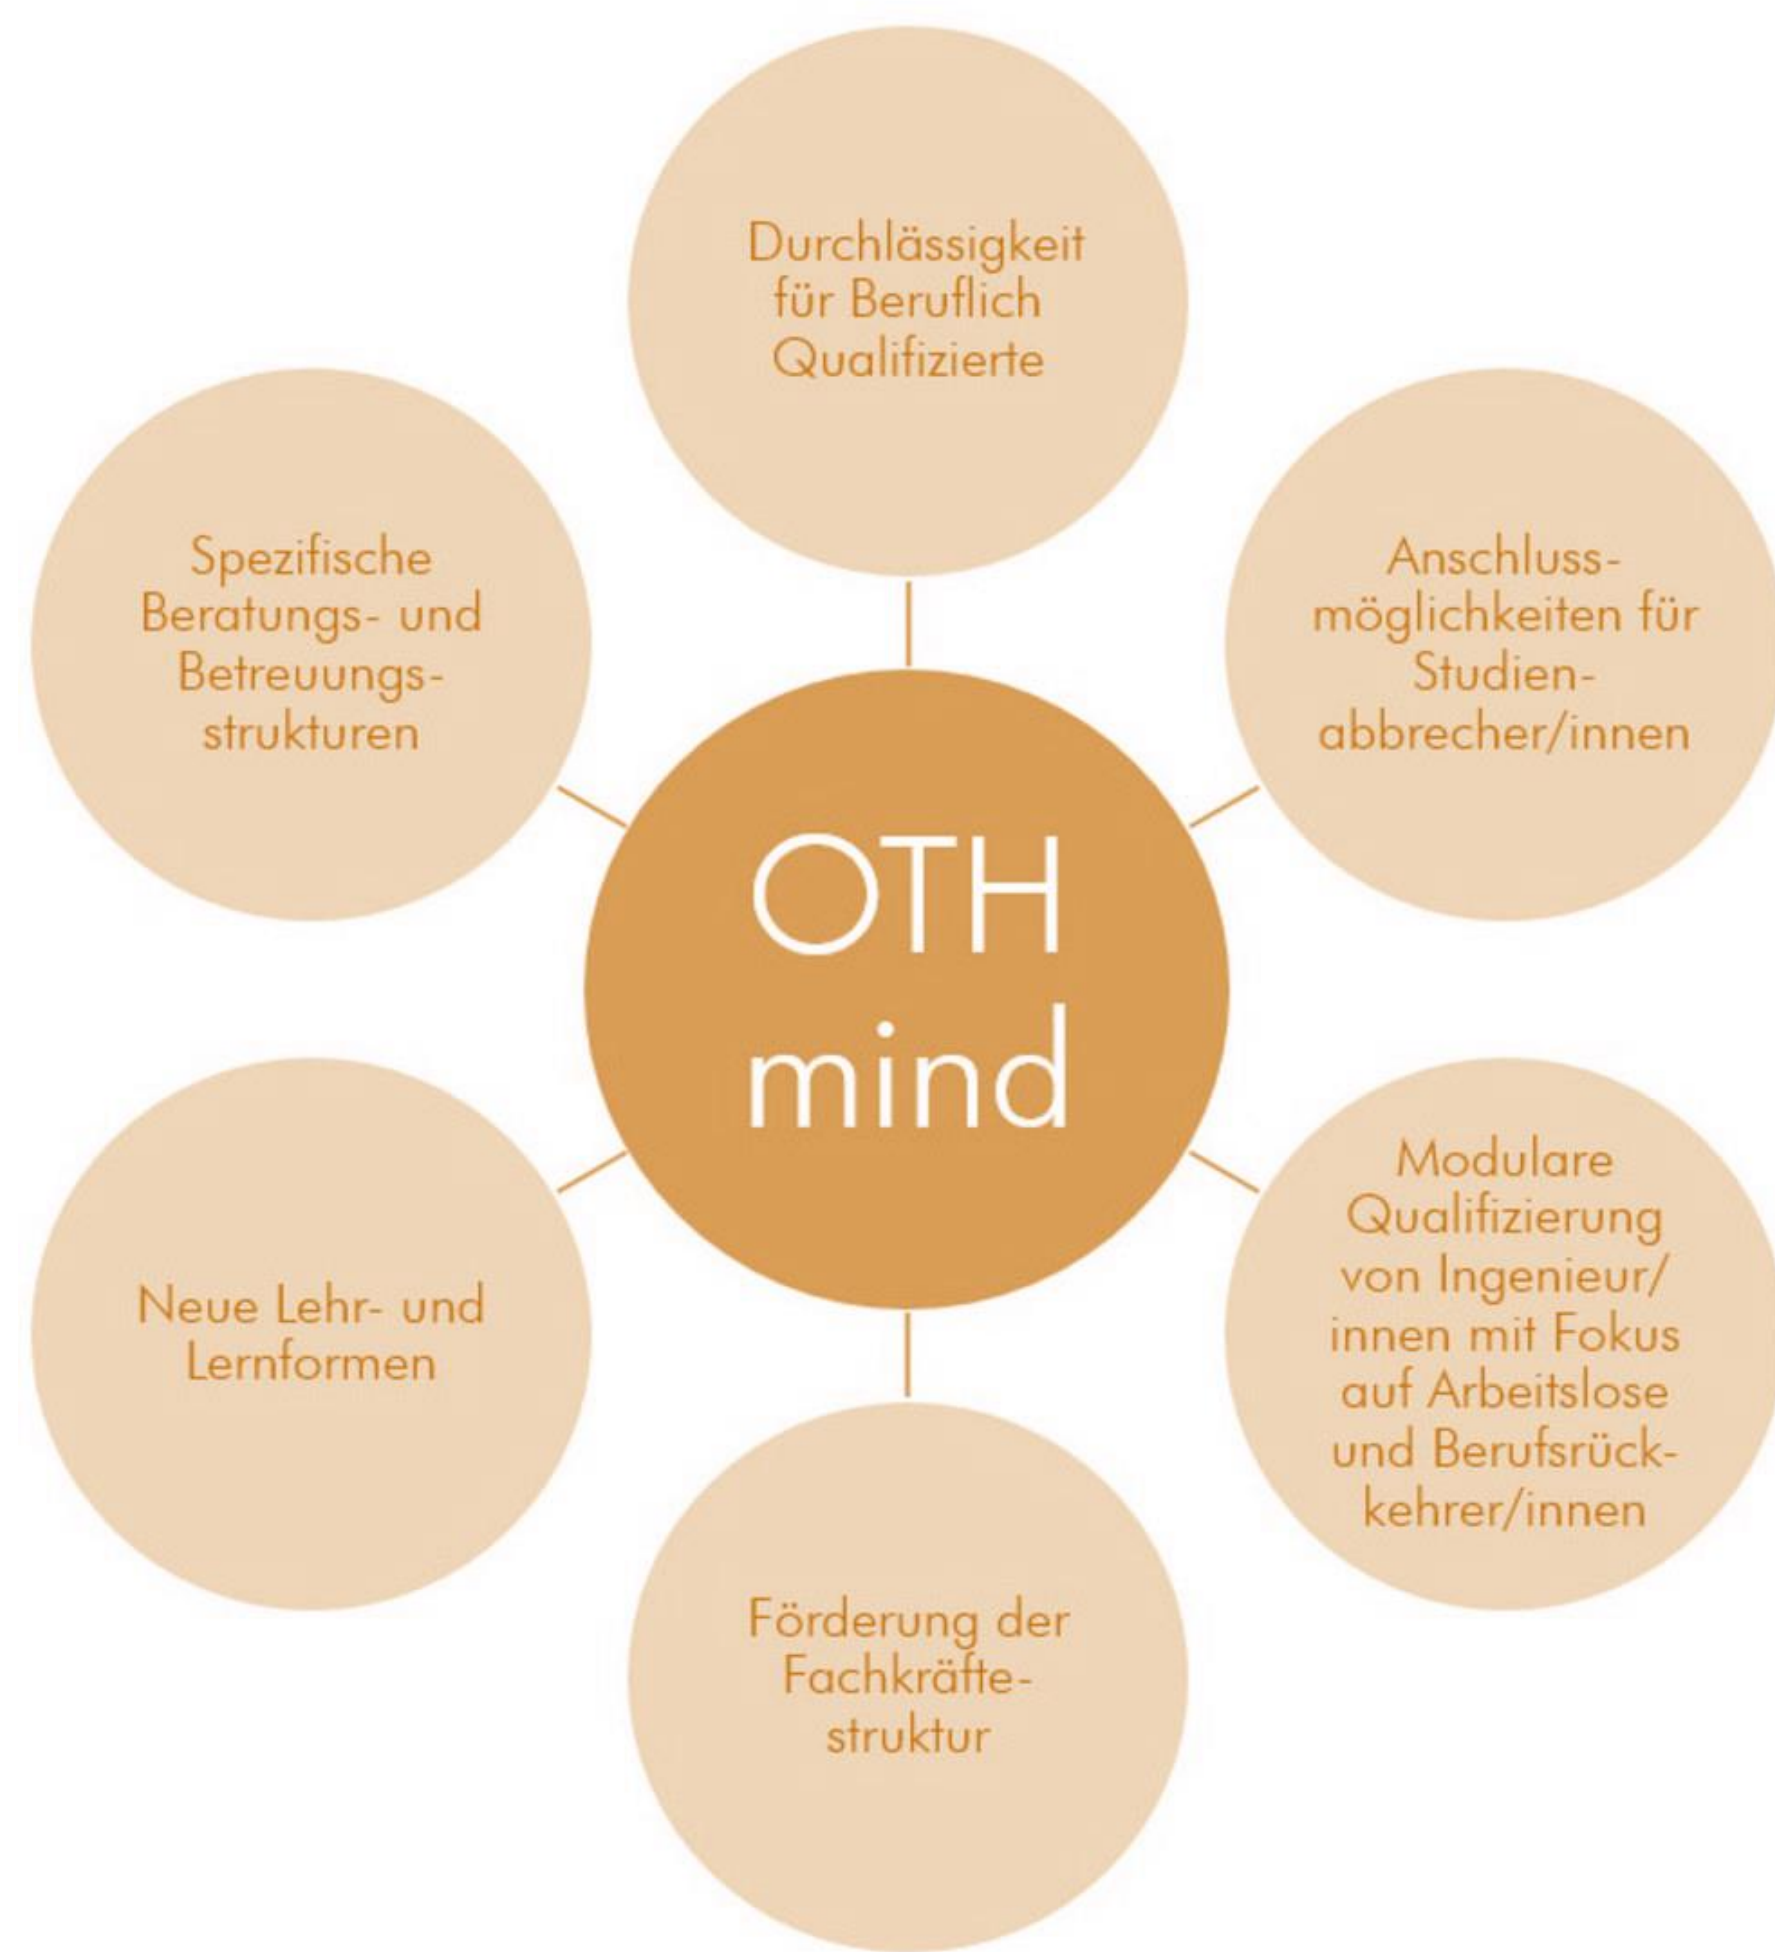 Durchlässigkeit
für Beruflich
Qualifizierte
Spezifische
Beratungs- und
Betreuungs-
strukturen
Anschluss-
möglichkeiten für
Studien-
abbrecher/innen
OTH
mind
Neue Lehr- und
Lernformen
Modulare
Qualifizierung
von Ingenieur/
innen mit Fokus
auf Arbeitslose
und Berufsrück-
kehrer/innen
Förderung der
Fachkräfte-
struktur